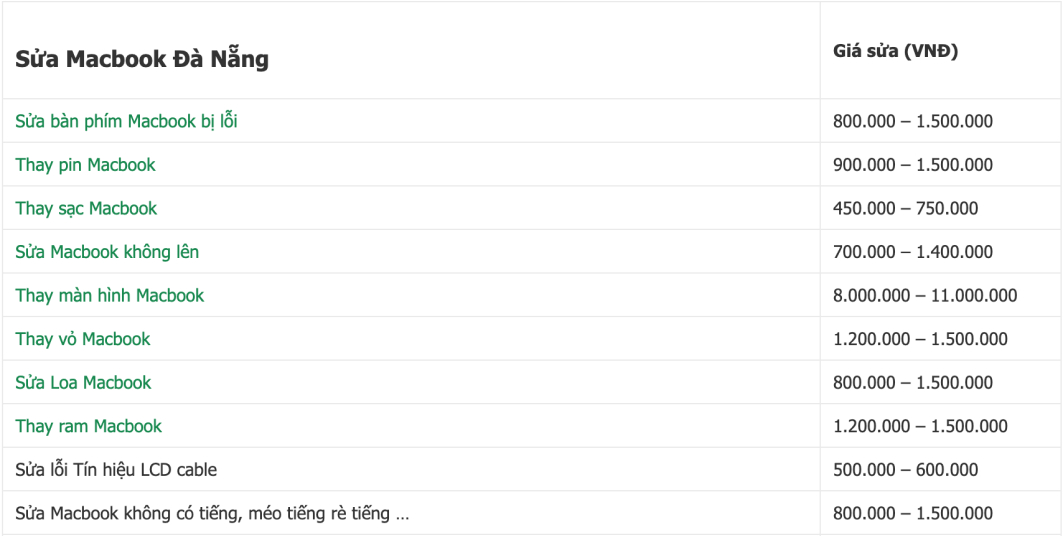 Sửa Macbook Đà Nẵng
Giá sửa (VNĐ)
Sửa bàn phím Macbook bị lỗi
800.000 – 1.500.000
Thay pin Macbook
900.000 – 1.500.000
Thay sạc Macbook
450.000 – 750.000
Sửa Macbook không lên
700.000 – 1.400.000
Thay màn hình Macbook
8.000.000 – 11.000.000
Thay vỏ Macbook
1.200.000 – 1.500.000
Sửa Loa Macbook
800.000 – 1.500.000
Thay ram Macbook
1.200.000 – 1.500.000
Sửa lỗi Tín hiệu LCD cable
500.000 – 600.000
Sửa Macbook không có tiếng, méo tiếng rè tiếng …
800.000 – 1.500.000